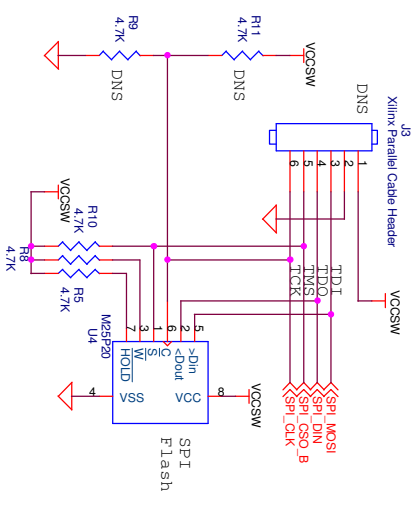 R9
4.7K
DNS
R11
4.7K
DNS
VCCSW
J3
Xilinx Parallel Cable Header
DNS
6
5
4
3
2
1
VCCSW
TDI
TDO
TMS
TCK
SPI_MOSI
SPI_DIN
SPI_CSO_B
SPI_CLK
VCCSW
R10
4.7K
R8
4.7K
R5
4.7K
M25P20
U4
7
3
1
6
2
5
HOLD
W
S
C
<Dout
>Din
4
VSS
VCC
8
VCCSW
SPI
Flash